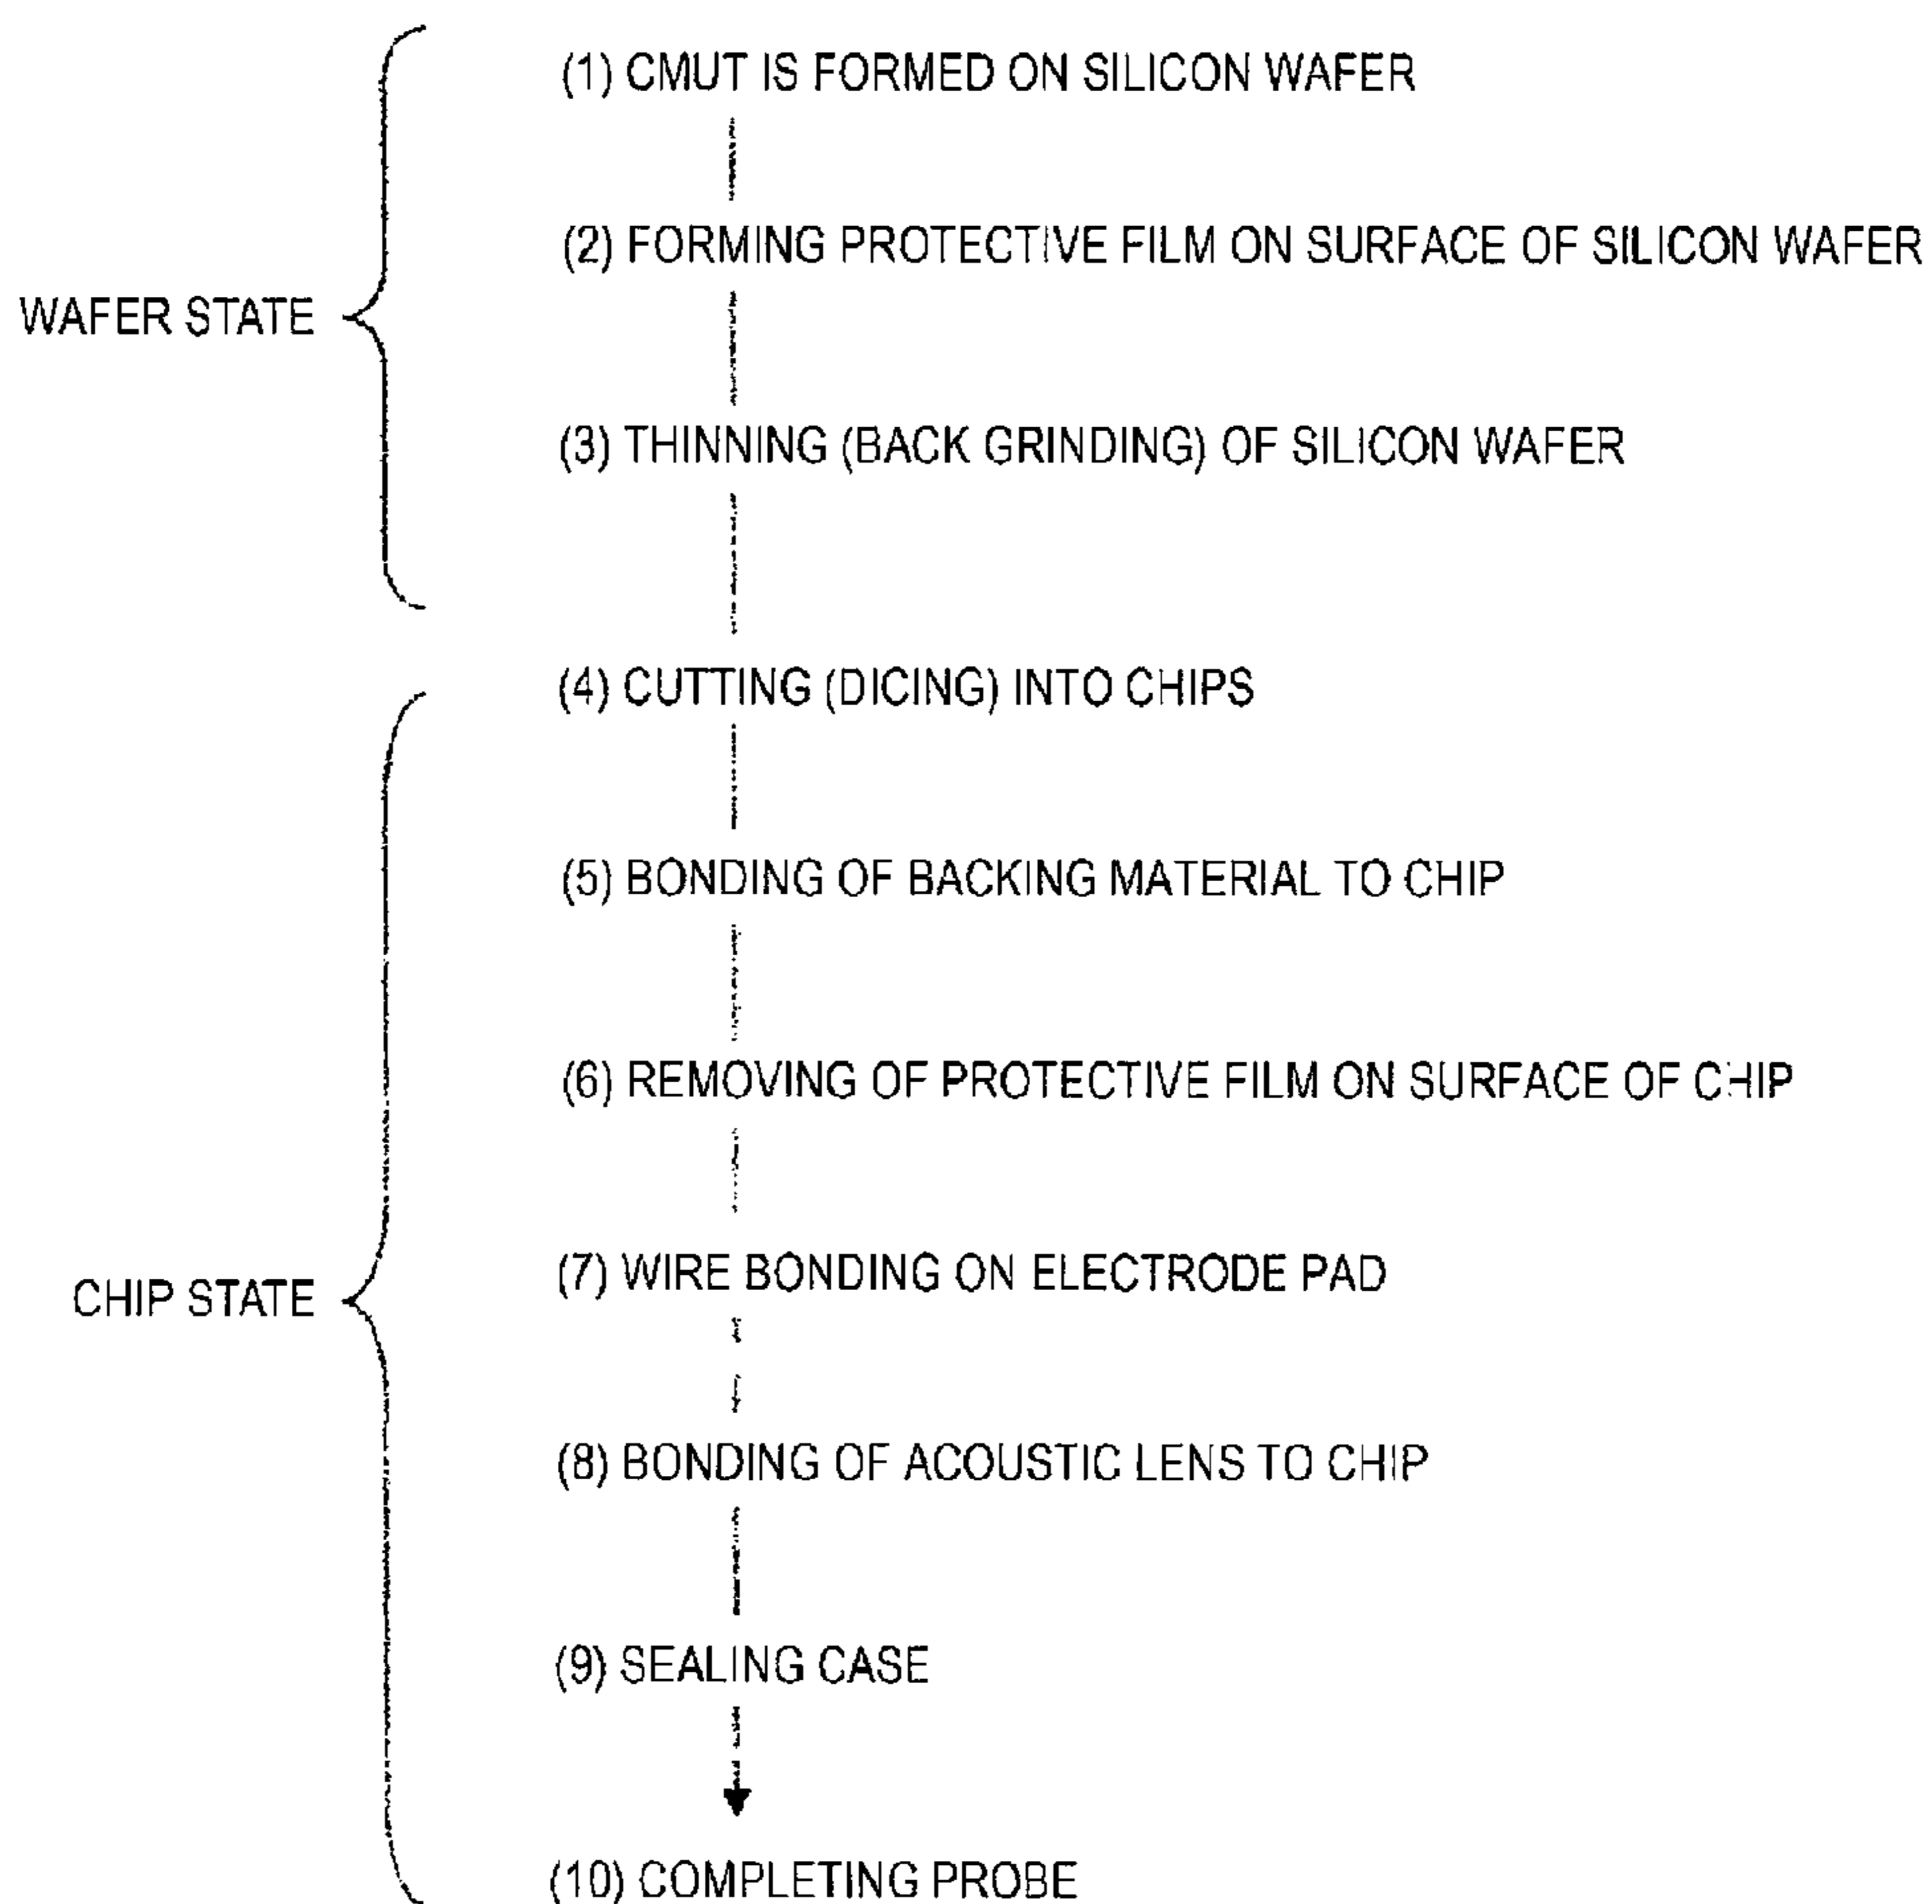 (1) CMUT IS FORMED ON SILICON WAFER
(2) FORMING PROTECTIVE FILM ON SURFACE OF SILICON WAFER
WAFER STATE
(3) THINNING (BACK GRINDING) OF SILICON WAFER
(4) CUTTING (DICING) INTO CHIPS
(5) BONDING OF BACKING MATERIAL TO CHIP
(6) REMOVING OF PROTECTIVE FILM ON SURFACE OF CHIP
(7) WIRE BONDING ON ELECTRODE PAD
CHIP STATE
(8) BONDING OF ACOUSTIC LENS TO CHIP
(9) SEALING CASE
(10) COMPLETING PROBE